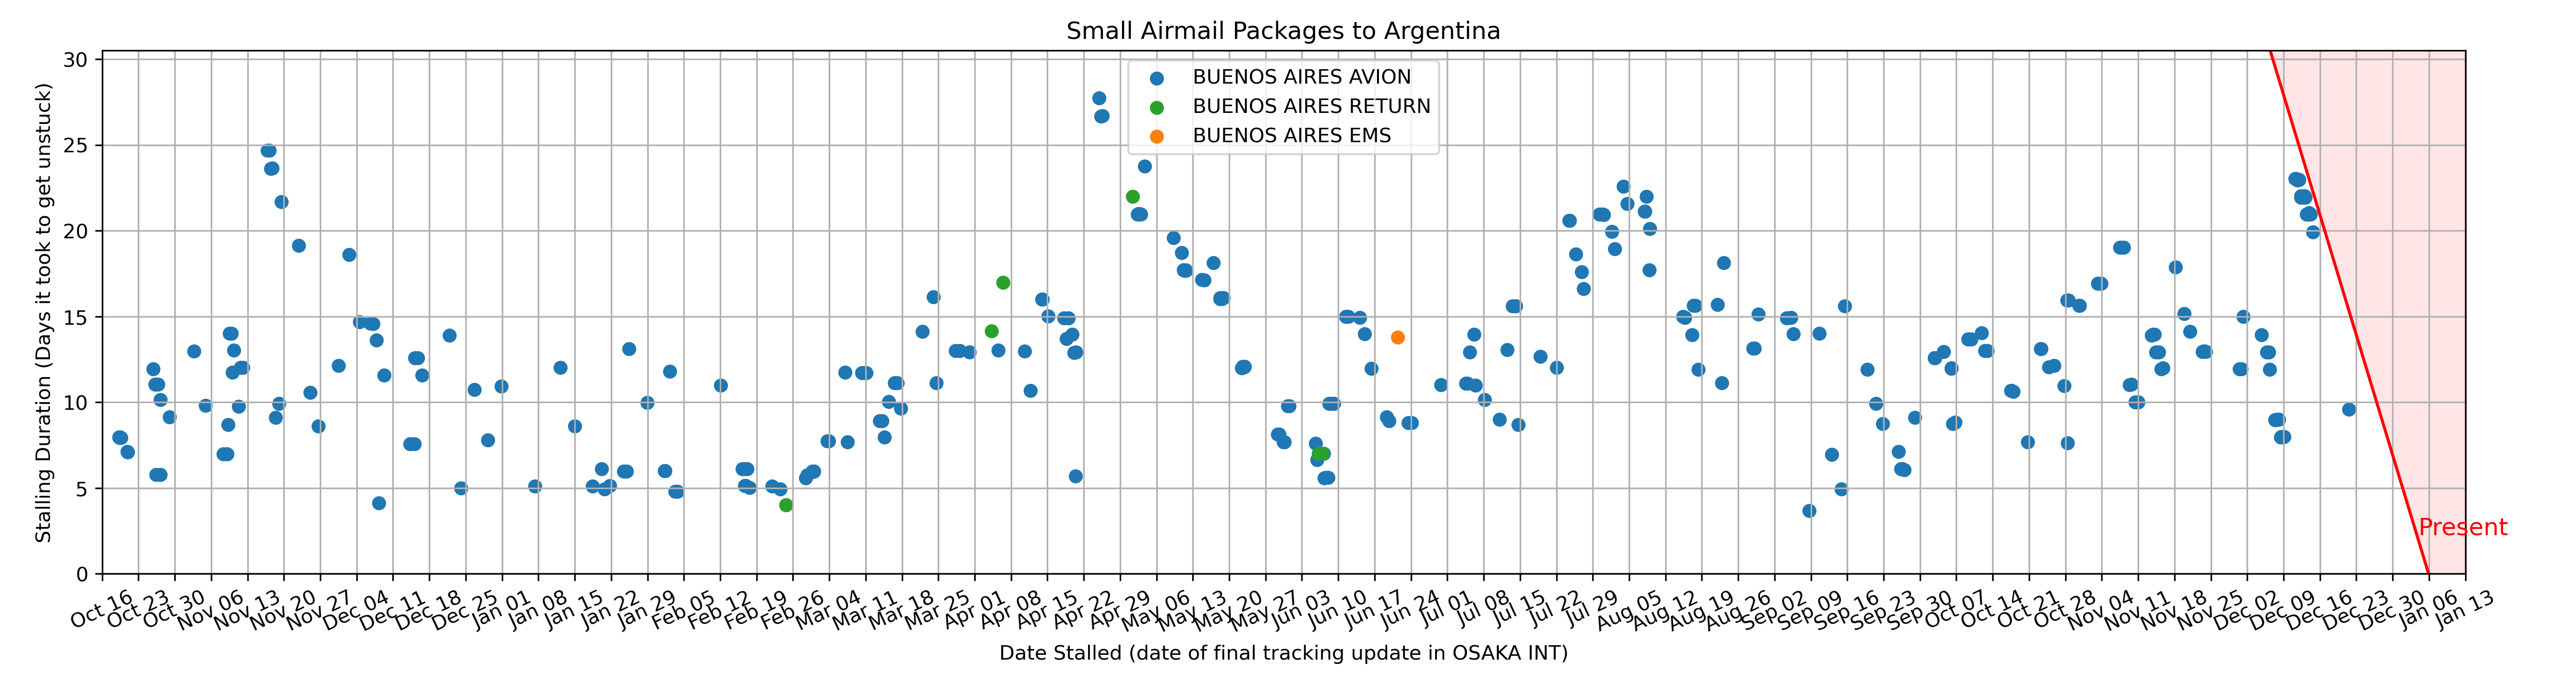 Small Airmail Packages to Argentina
Stalling Duration (Days it took to get unstuck)
30
25
20
15
10
5
0
BUENOS AIRES AVION
BUENOS AIRES RETURN
BUENOS AIRES EMS
Present
Oct 16
Oct 23
Oct 30
Nov 06
Nov 13
Nov 20
Nov 27
Dec 04
Dec 11
Dec 18
Dec 25
Jan 01
Jan 08
Jan 15
Jan 22
Jan 29
Feb 05
Feb 12
Feb 19
Feb 26
Mar 04
Mar 11
Mar 18
Mar 25
Apr 01
Apr 08
Apr 15
Apr 22
Apr 29
May 06
May 13
May 20
May 27
Jun 03
Jun 10
Jun 17
Jun 24
Jul 01
Jul 08
Jul 15
Jul 22
Jul 29
Aug 05
Aug 12
Aug 19
Aug 26
Sep 02
Sep 09
Sep 16
Sep 23
Sep 30
Oct 07
Oct 14
Oct 21
Oct 28
Nov 04
Nov 11
Nov 18
Nov 25
Dec 02
Dec 09
Dec 16
Dec 23
Dec 30
Jan 06
Jan 13
Date Stalled (date of final tracking update in OSAKA INT)